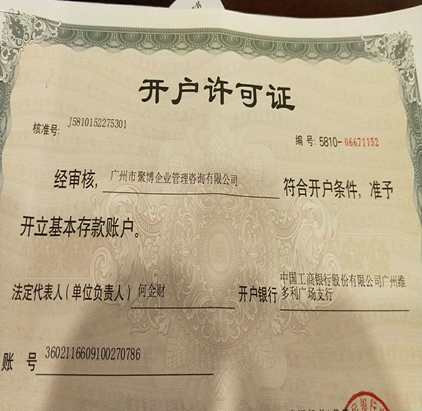 开户许可证
核准号: J5810152275301
编号: 5810-06671152
经审核, 广州市聚博企业管理咨询有限公司 符合开户条件, 准予
开立基本存款账户。
法定代表人(单位负责人) 何金财 开户银行 中国工商银行股份有限公司广州维
多利广场支行
账号 3602116609100270786